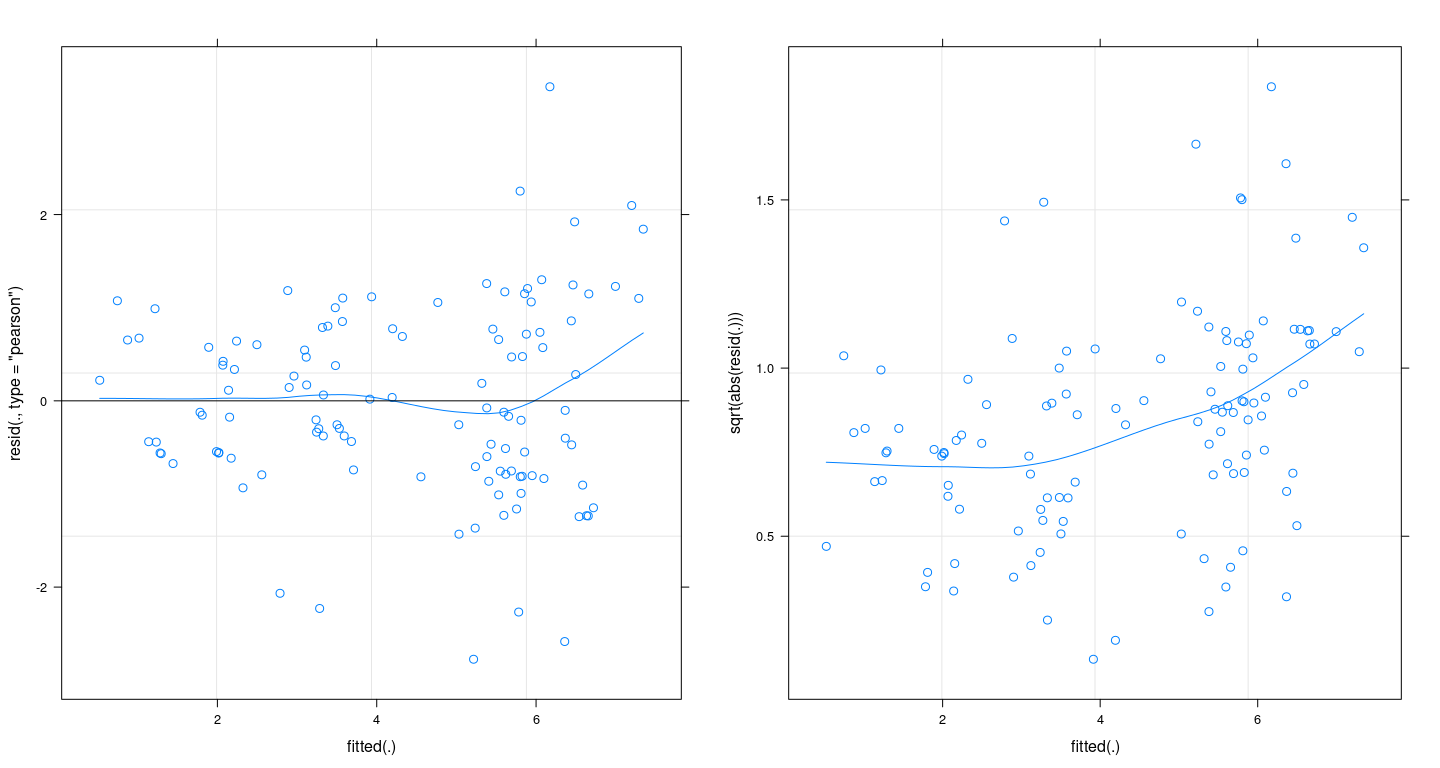 2
0
-2
resid(., type = "pearson")
2 4 6
fitted(.)
1.5
1.0
0.5
sqrt(abs(resid(.)))
2 4 6
fitted(.)